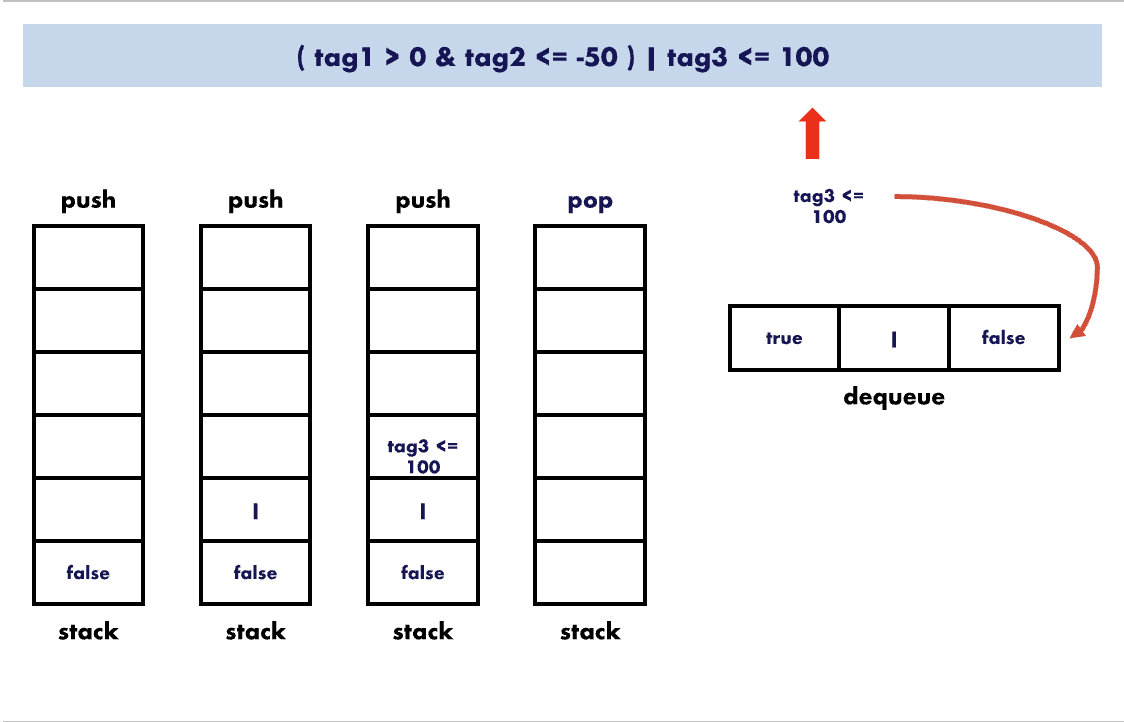 ( tag1 > 0 & tag2 <= -50 ) | tag3 <= 100
push
push
push
pop
tag3 <=
100
true
|
false
dequeue
tag3 <=
100
|
|
false
false
false
stack
stack
stack
stack